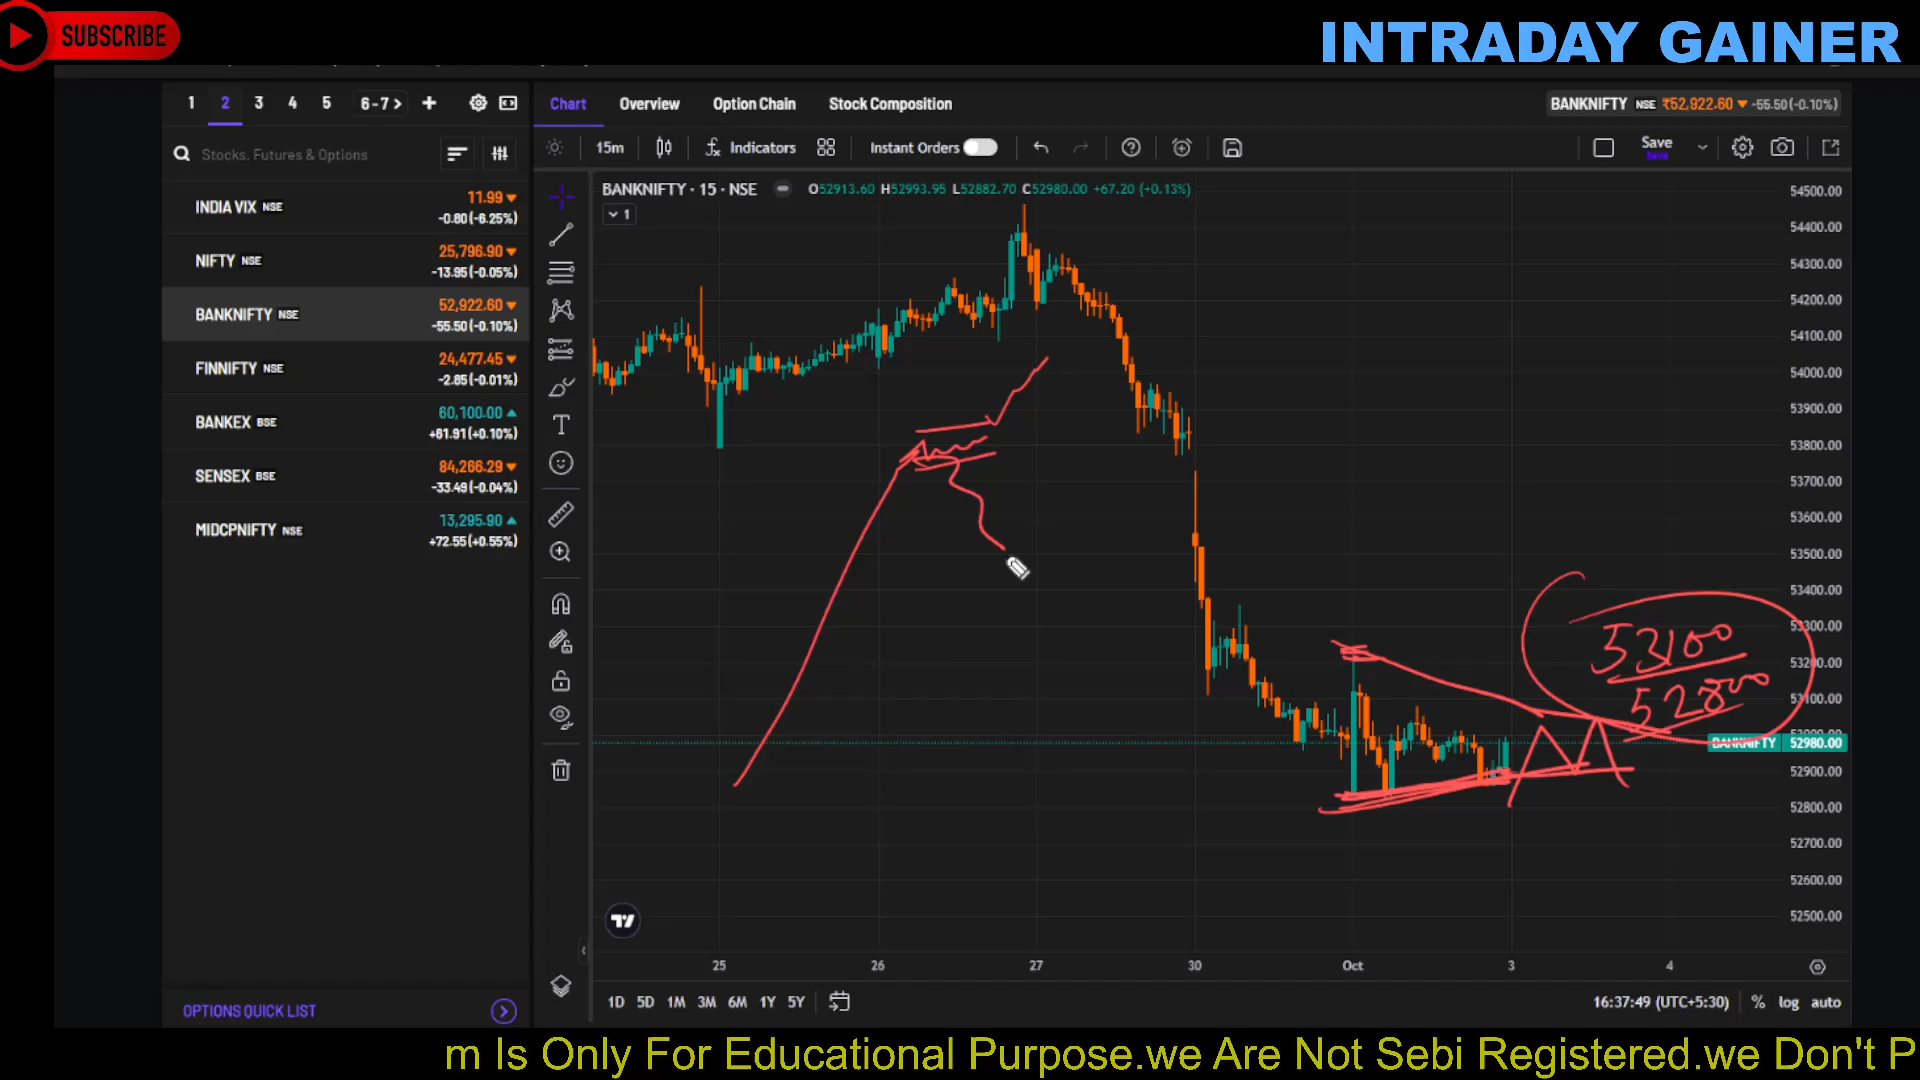 SUBSCRIBE
INTRADAY GAINER
1 2 3 4 5 6-7 > +
Chart Overview Option Chain Stock Composition
BANKNIFTY NSE ₹52,922.60 ▼ -55.50(-0.10%)
Stocks, Futures & Options
15m Indicators Instant Orders
Save
Save
INDIA VIX NSE 11.99 ▼
-0.80(-6.25%)
NIFTY NSE 25,796.90 ▼
-13.95(-0.05%)
BANKNIFTY NSE 52,922.60 ▼
-55.50(-0.10%)
FINNIFTY NSE 24,477.45 ▼
-2.85(-0.01%)
BANKEX BSE 60,100.00 ▲
+61.91(+0.10%)
SENSEX BSE 84,266.29 ▼
-33.49(-0.04%)
MIDCPNIFTY NSE 13,295.90 ▲
+72.55(+0.55%)
OPTIONS QUICK LIST
BANKNIFTY · 15 · NSE O52913.60 H52993.95 L52882.70 C52980.00 +67.20 (+0.13%)
1
54500.00
54400.00
54300.00
54200.00
54100.00
54000.00
53900.00
53800.00
53700.00
53600.00
53500.00
53400.00
53300.00
53200.00
53100.00
53000.00
BANKNIFTY 52980.00
52900.00
52800.00
52700.00
52600.00
52500.00
53100
52800
25 26 27 30 Oct 3 4
1D 5D 1M 3M 6M 1Y 5Y
16:37:49 (UTC+5:30) % log auto
m Is Only For Educational Purpose.we Are Not Sebi Registered.we Don't P